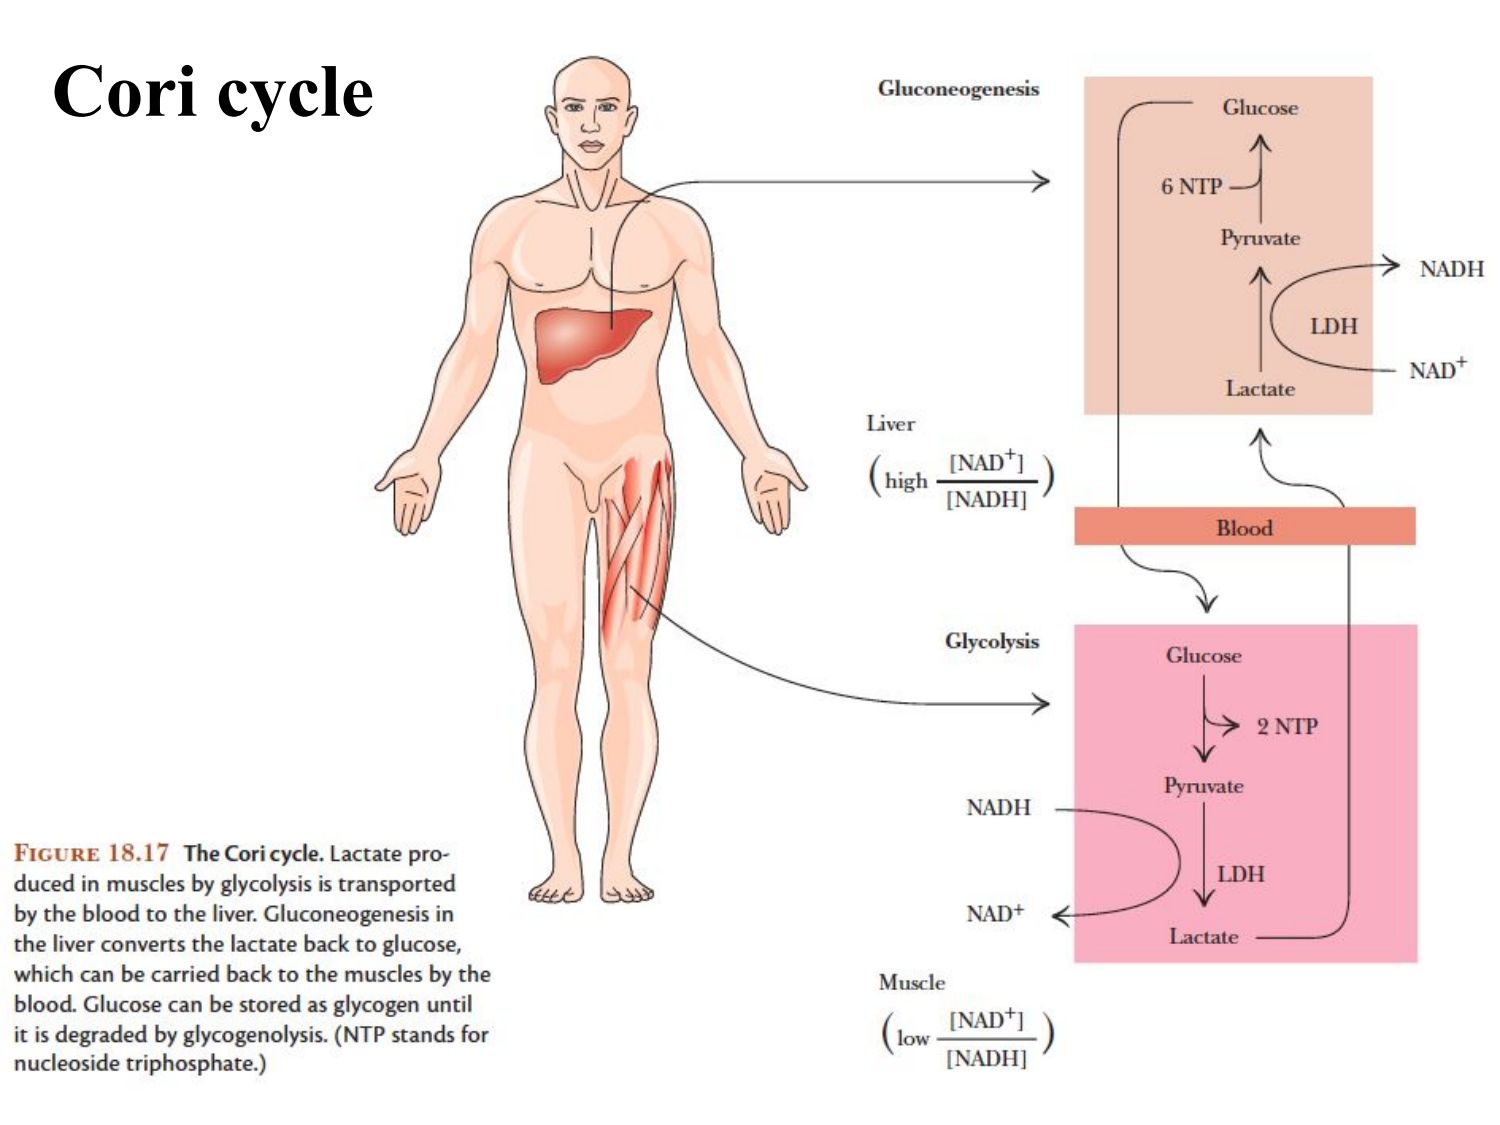 Cori cycle
Gluconeogenesis
Glucose
6 NTP
Pyruvate
NADH
LDH
NAD+
Lactate
Liver
(high [NAD+]
[NADH])
Blood
Glycolysis
Glucose
2 NTP
Pyruvate
NADH
LDH
NAD+
Lactate
Muscle
(low [NAD+]
[NADH])
FIGURE 18.17 The Cori cycle. Lactate pro-
duced in muscles by glycolysis is transported
by the blood to the liver. Gluconeogenesis in
the liver converts the lactate back to glucose,
which can be carried back to the muscles by the
blood. Glucose can be stored as glycogen until
it is degraded by glycogenolysis. (NTP stands for
nucleoside triphosphate.)